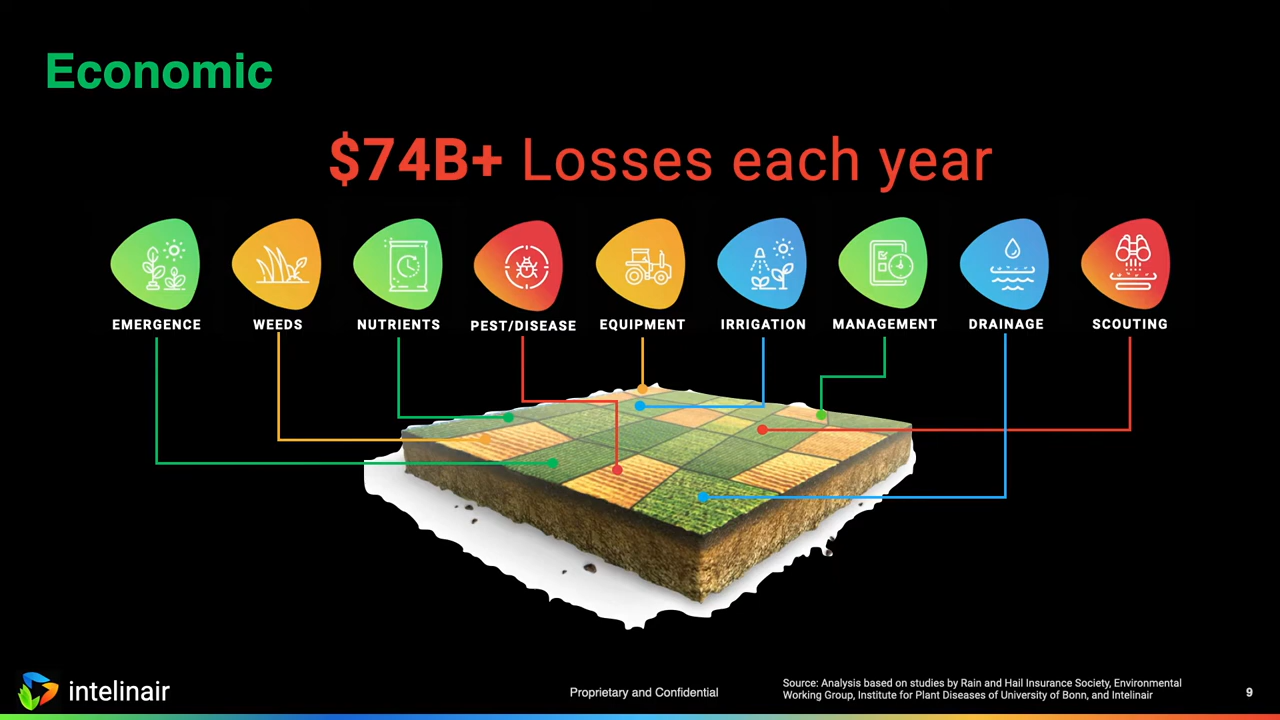 Economic
$74B+ Losses each year
EMERGENCE
WEEDS
NUTRIENTS
PEST/DISEASE
EQUIPMENT
IRRIGATION
MANAGEMENT
DRAINAGE
SCOUTING
intelinair
Proprietary and Confidential
Source: Analysis based on studies by Rain and Hail Insurance Society, Environmental
Working Group, Institute for Plant Diseases of University of Bonn, and Intelinair
9